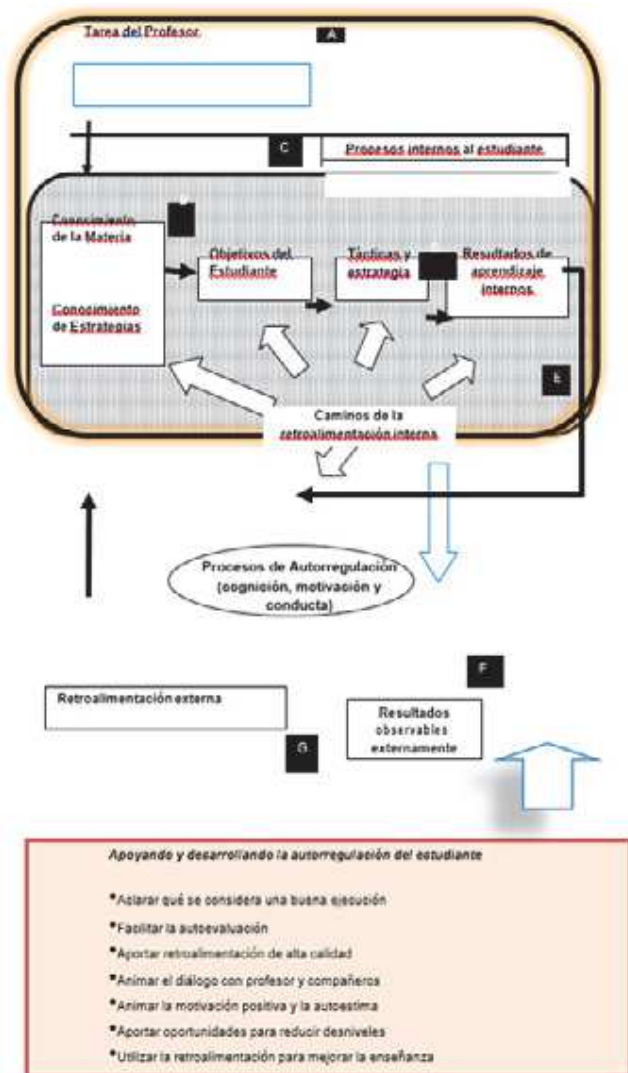 Tarea del Profesor
A
C
Procesos internos al estudiante
Conocimiento
de la Materia
Objetivos del
Estudiante
Tácticas y
estrategia
Resultados de
aprendizaje
internos
Conocimiento
de Estrategias
E
Caminos de la
retroalimentación interna
Procesos de Autorregulación
(cognición, motivación y
conducta)
F
Retroalimentación externa
Resultados
observables
externamente
G
Apoyando y desarrollando la autorregulación del estudiante
•Aclarar qué se considera una buena ejecución
•Facilitar la autoevaluación
•Aportar retroalimentación de alta calidad
•Animar el diálogo con profesor y compañeros
•Animar la motivación positiva y la autoestima
•Aportar oportunidades para reducir desniveles
•Utilizar la retroalimentación para mejorar la enseñanza